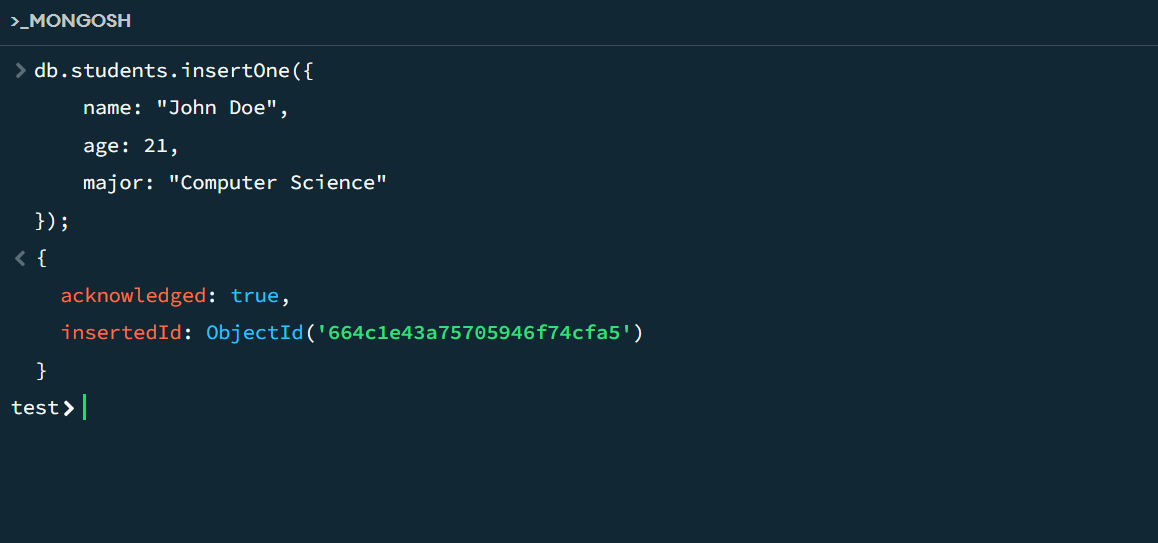 >_MONGOSH
> db.students.insertOne({
name: "John Doe",
age: 21,
major: "Computer Science"
});
< {
acknowledged: true,
insertedId: ObjectId('664c1e43a75705946f74cfa5')
}
test>